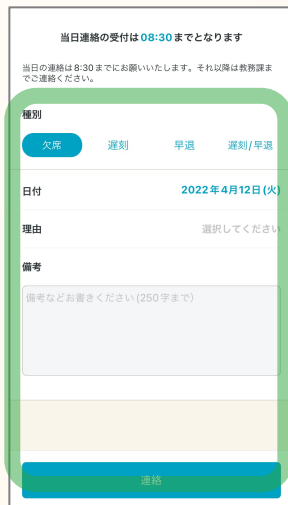 当日連絡の受付は08:30までとなります
当日の連絡は8:30までにお願いいたします。それ以降は教務課ま
でご連絡ください。
種別
欠席 遅刻 早退 遅刻/早退
日付 2022年4月12日(火)
理由 選択してください
備考
備考などお書きください(250字まで)
連絡